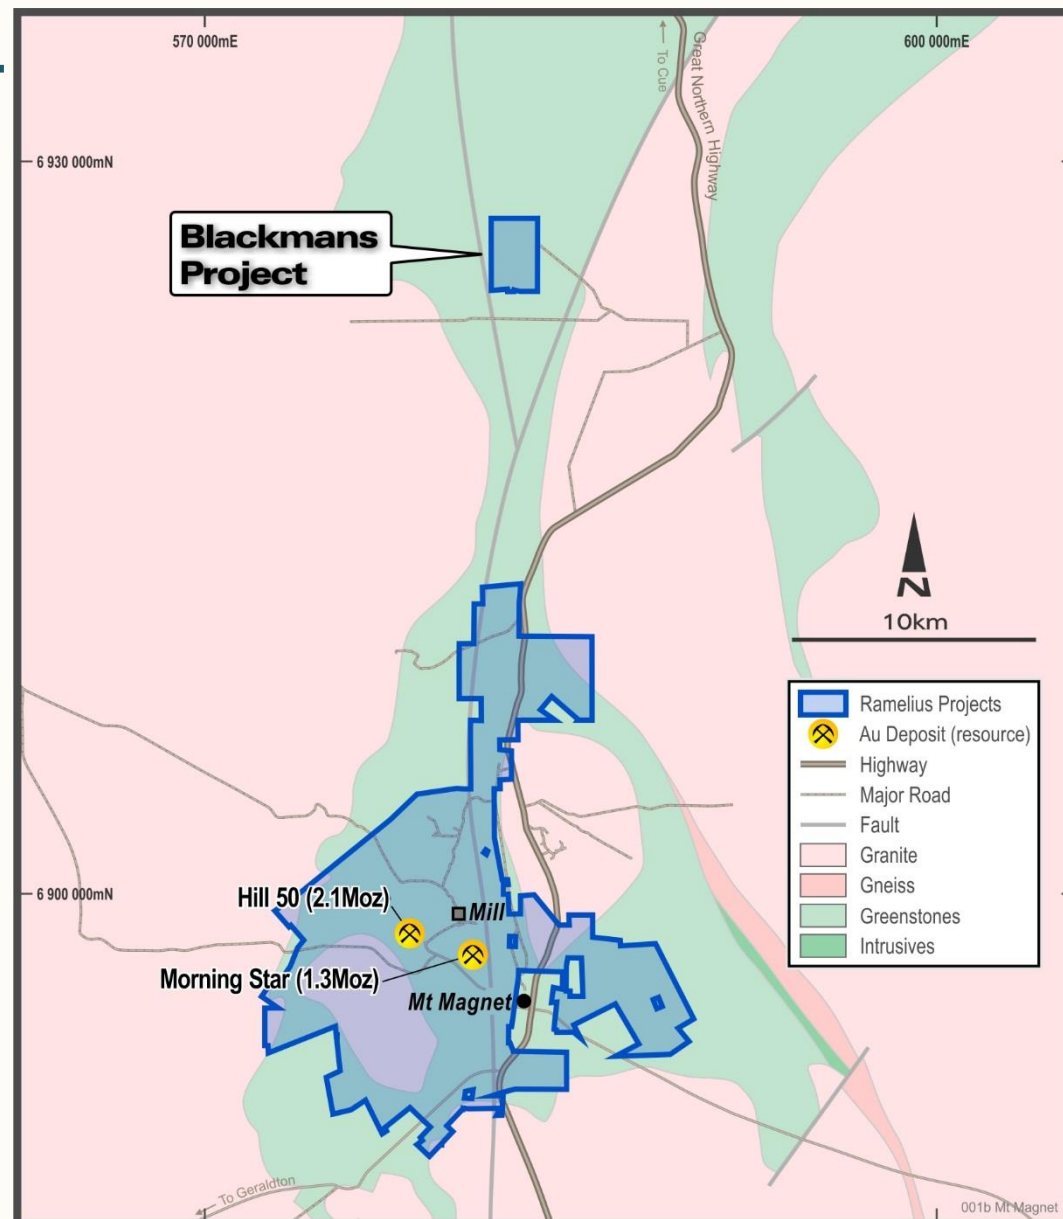 570 000mE
600 000mE
To Cue
Great Northern Highway
6 930 000mN
Blackmans
Project
N
10km
Ramelius Projects
Au Deposit (resource)
Highway
Major Road
Fault
Granite
Gneiss
Greenstones
Intrusives
6 900 000mN
Hill 50 (2.1Moz)
Mill
Morning Star (1.3Moz)
Mt Magnet
To Geraldton
001b Mt Magnet